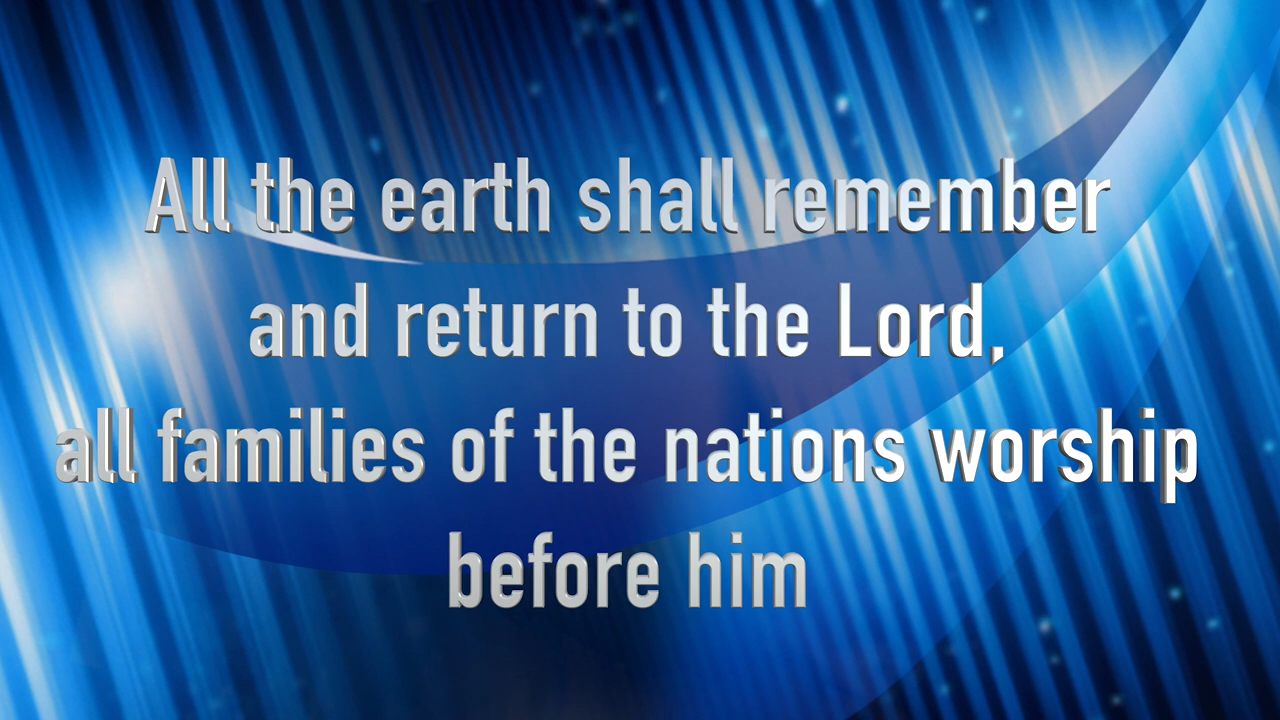 All the earth shall remember
and return to the Lord,
all families of the nations worship
before him